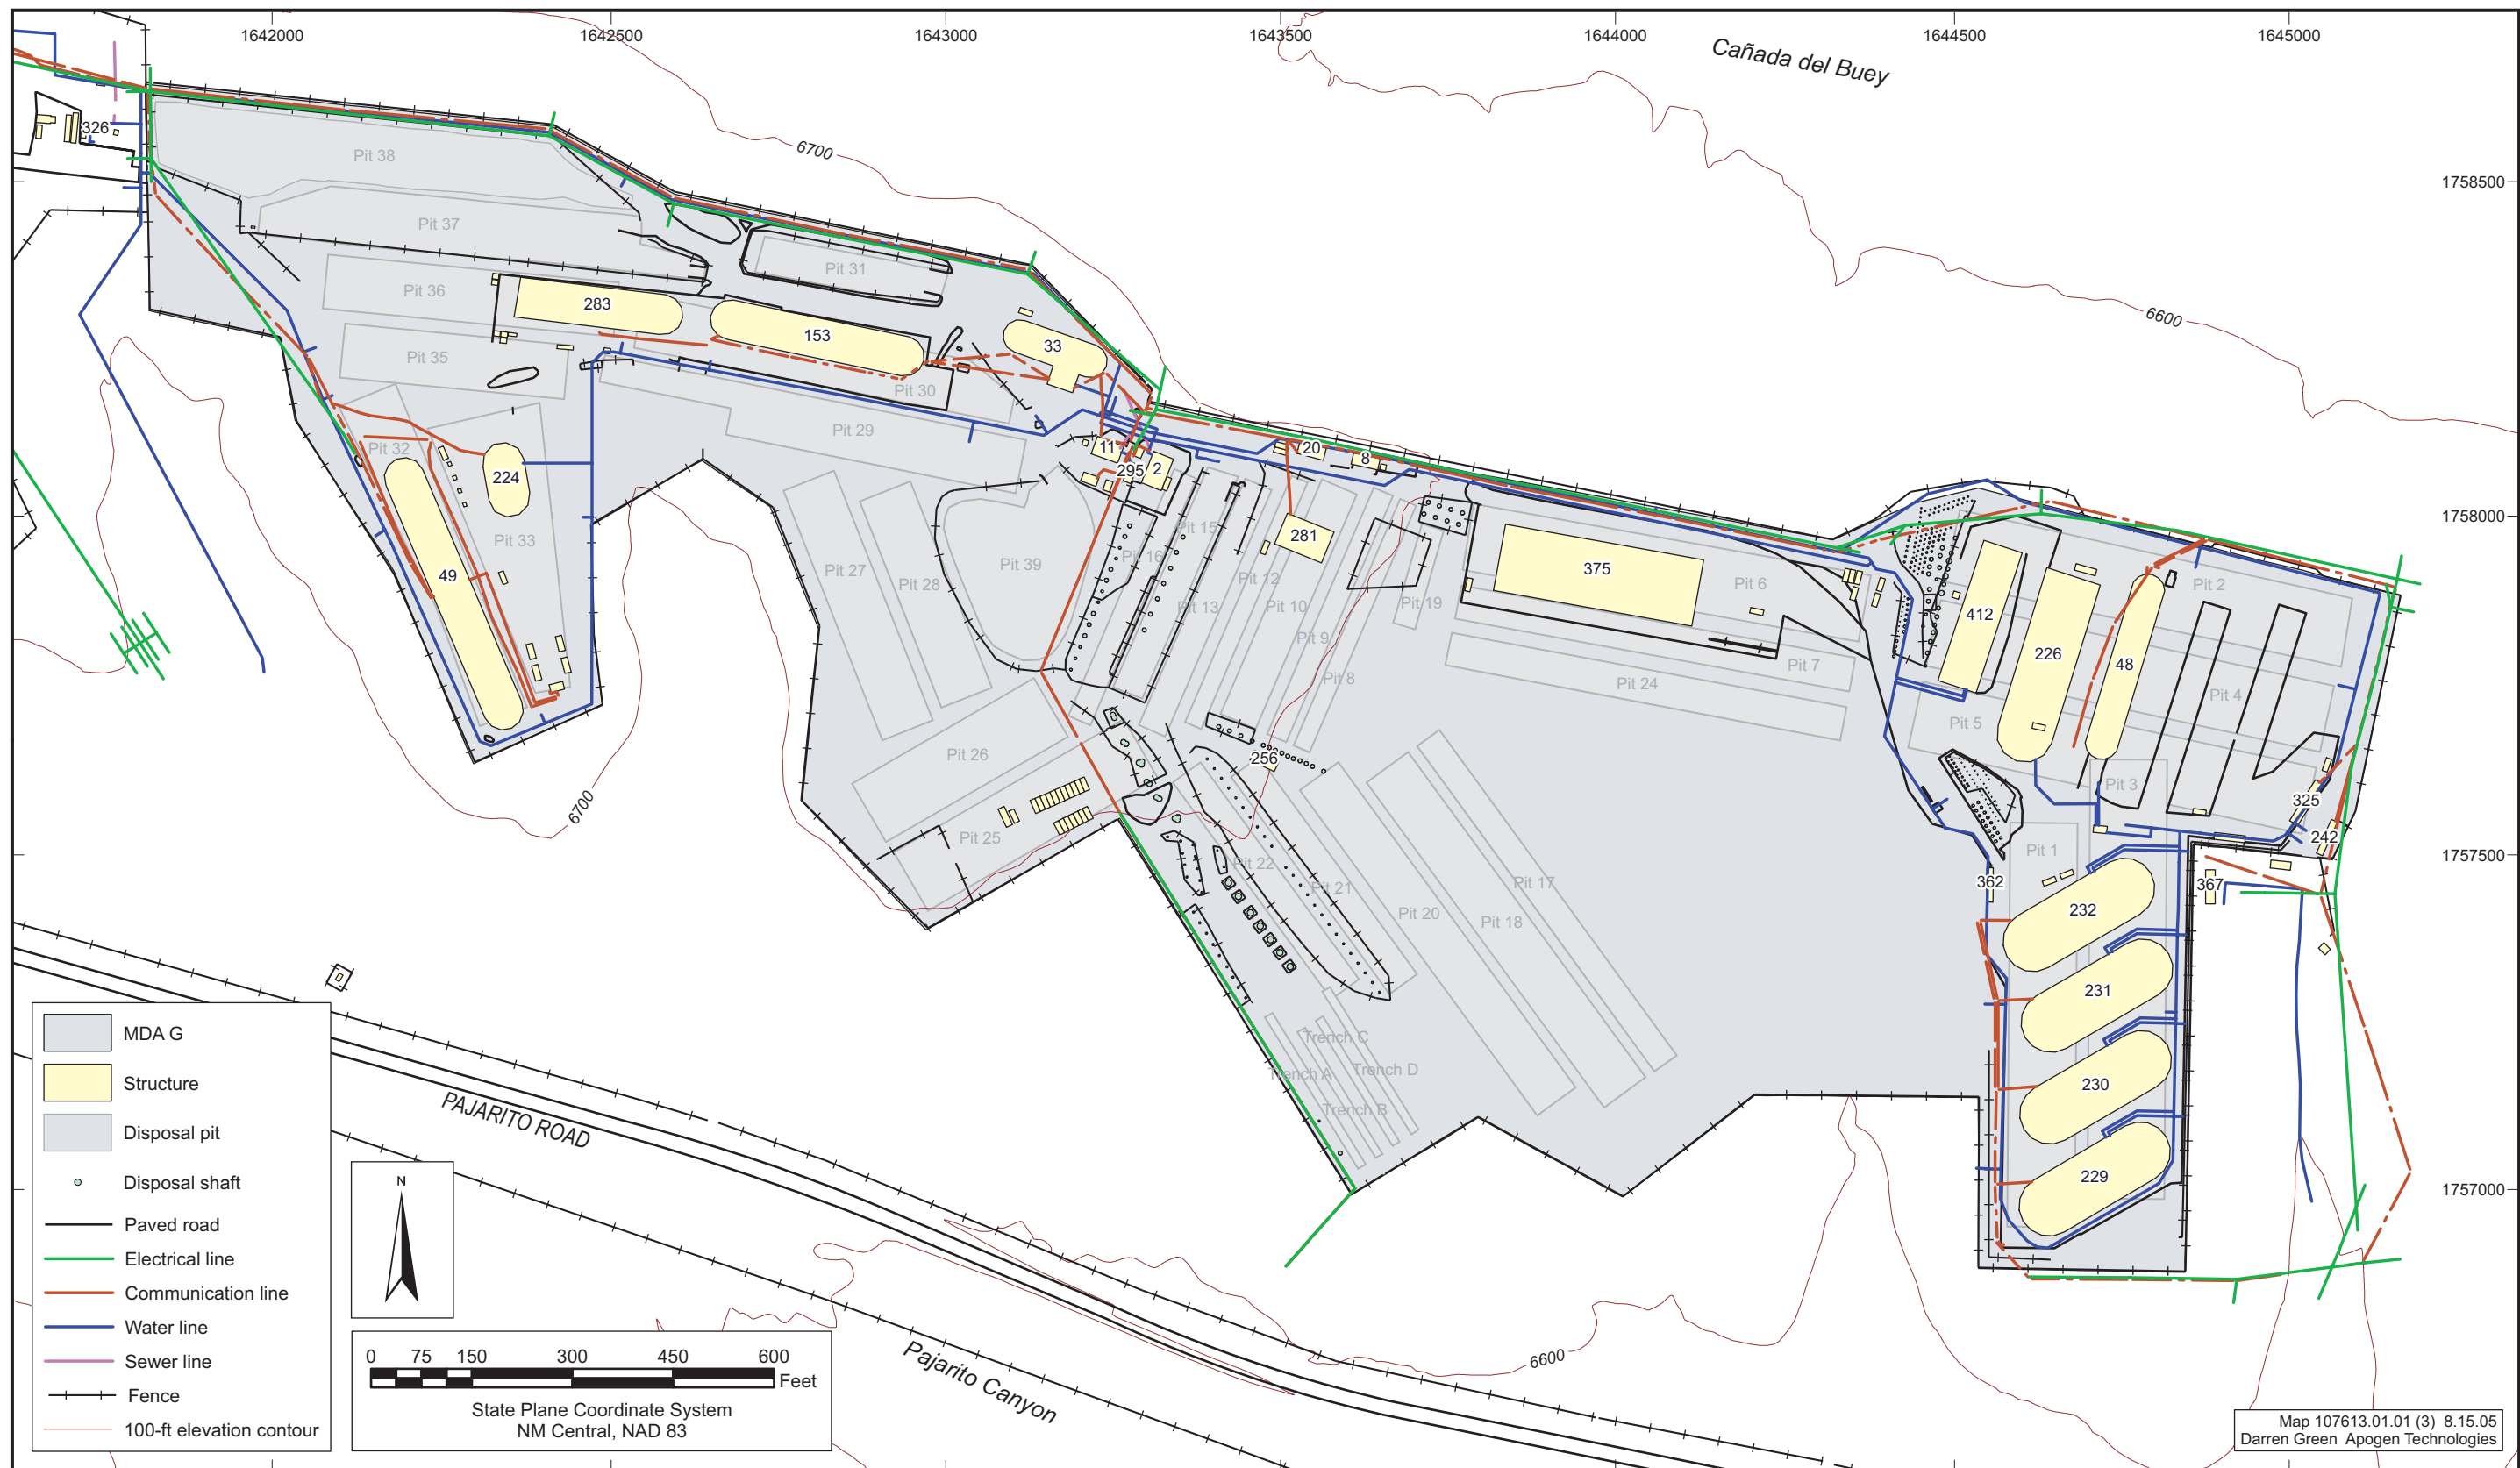 1642000
1642500
1643000
1643500
1644000
1644500
1645000
Cañada del Buey
326
Pit 38
6700
1758500
Pit 37
Pit 31
Pit 36
283
153
33
6600
Pit 35
Pit 30
Pit 29
Pit 32
224
11
295
2
20
8
1758000
Pit 33
49
Pit 27
Pit 28
Pit 39
Pit 16
Pit 15
Pit 13
Pit 12
281
Pit 10
Pit 9
Pit 8
Pit 19
375
Pit 6
Pit 7
Pit 24
412
226
48
Pit 2
Pit 4
Pit 5
Pit 3
6700
Pit 26
Pit 25
256
325
242
1757500
Pit 22
Pit 21
Pit 20
Pit 17
Pit 18
Pit 1
362
367
232
231
230
229
Trench C
Trench A
Trench D
Trench B
1757000
PAJARITO ROAD
Pajarito Canyon
6600
MDA G
Structure
Disposal pit
Disposal shaft
Paved road
Electrical line
Communication line
Water line
Sewer line
Fence
100-ft elevation contour
N
0 75 150 300 450 600
Feet
State Plane Coordinate System
NM Central, NAD 83
Map 107613.01.01 (3) 8.15.05
Darren Green Apogen Technologies